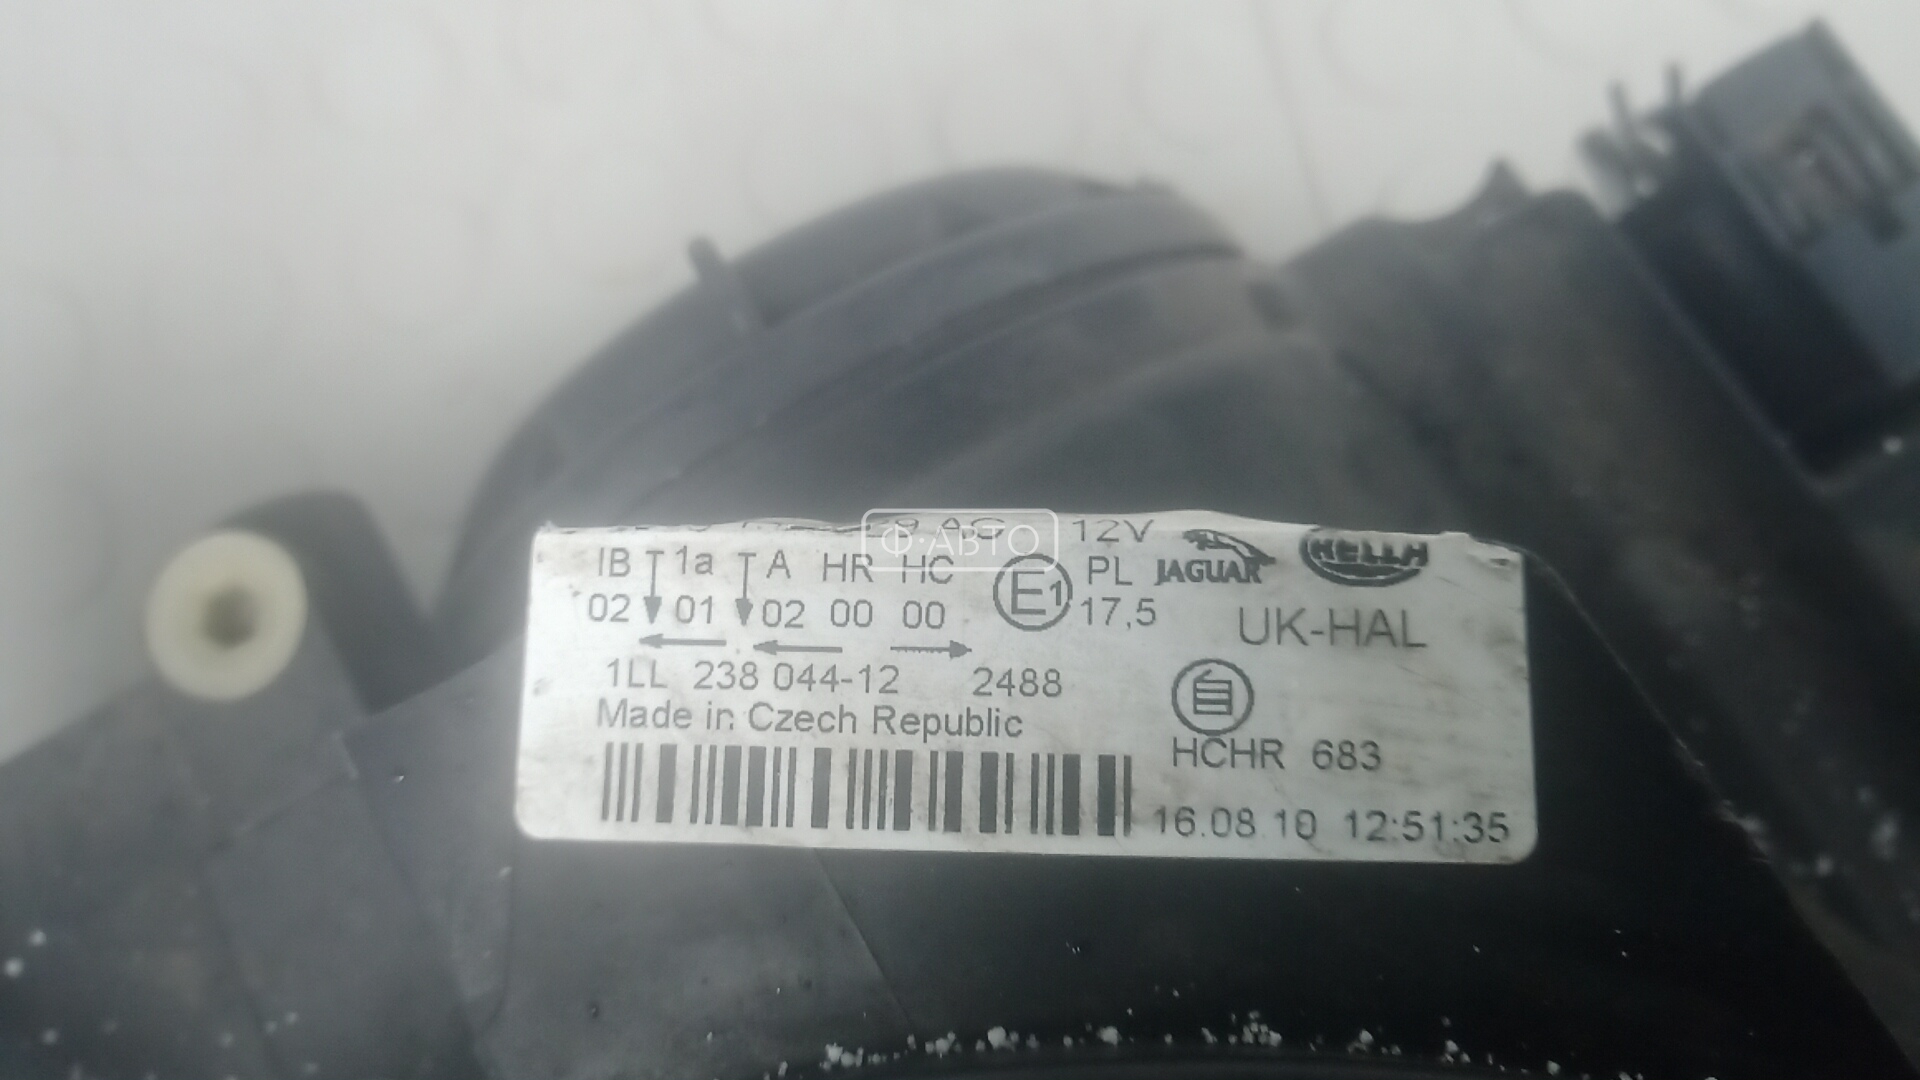 12V
IB 1a A HR HC E1 PL JAGUAR HELLA
02 01 02 00 00 17,5 UK-HAL
1LL 238 044-12 2488
Made in Czech Republic
HCHR 683
16.08.10 12:51:35
Ф·АВТО